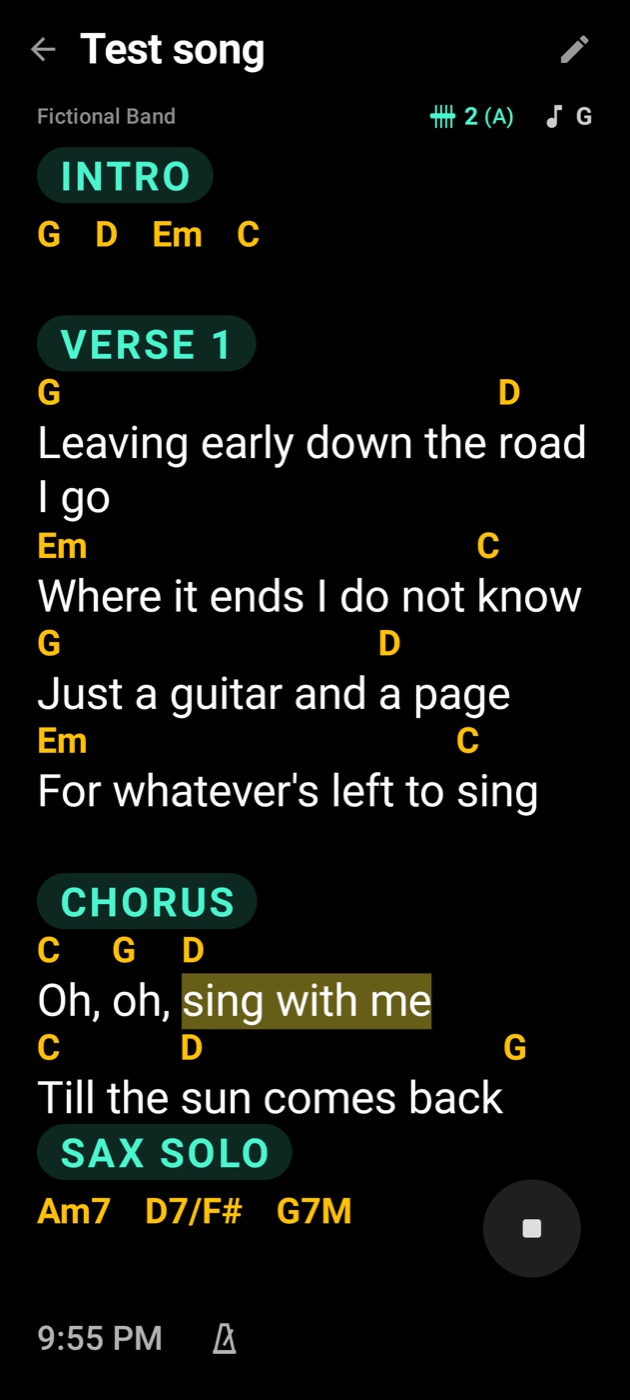 Test song
Fictional Band 2 (A) G
INTRO
G D Em C
VERSE 1
G D
Leaving early down the road
I go
Em C
Where it ends I do not know
G D
Just a guitar and a page
Em C
For whatever's left to sing
CHORUS
C G D
Oh, oh, sing with me
C D G
Till the sun comes back
SAX SOLO
Am7 D7/F# G7M
9:55 PM